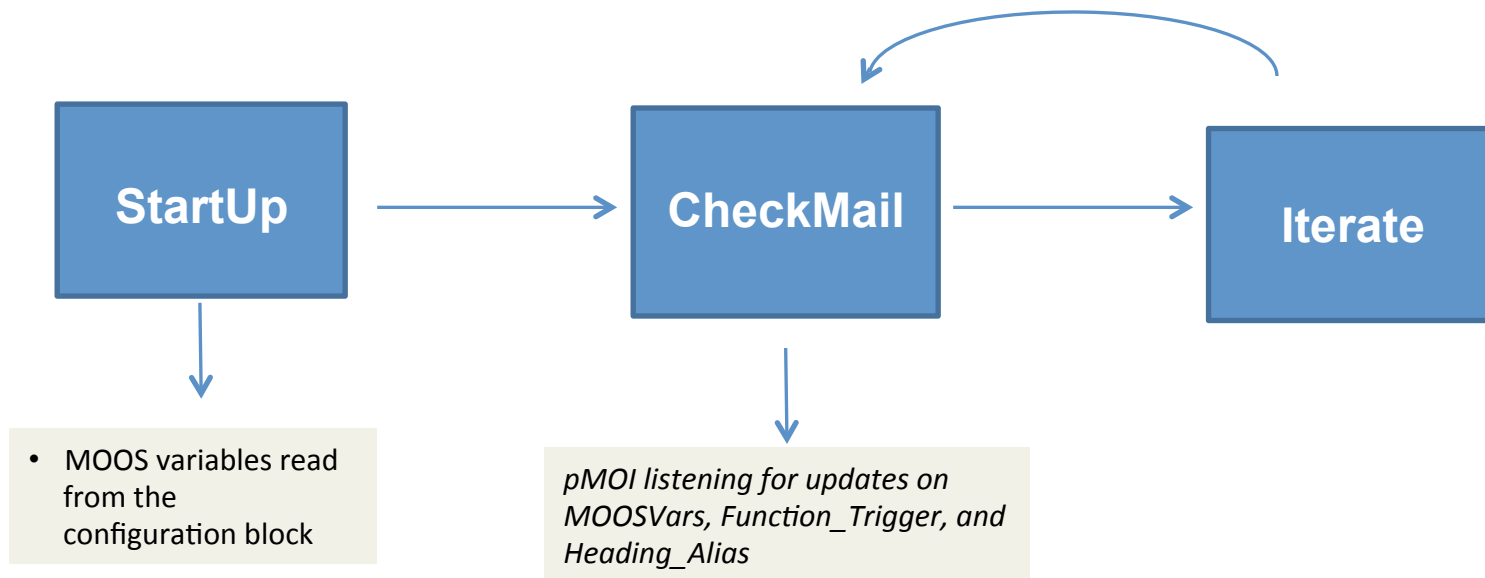 StartUp
CheckMail
Iterate
• MOOS variables read
from the
configuration block
pMOI listening for updates on
MOOSVars, Function_Trigger, and
Heading_Alias